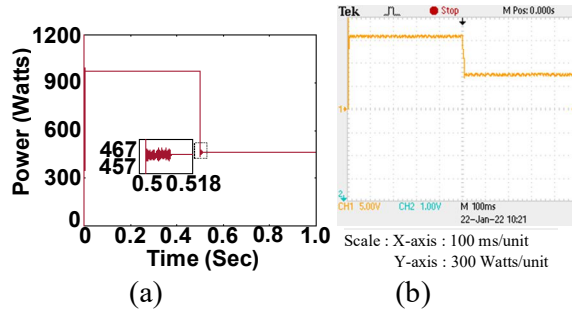 1200
900
600
300
0
Power (Watts)
467
457
0.5 0.518
0 0.2 0.4 0.6 0.8 1.0
Time (Sec)
(a)
Tek
Stop
M Pos: 0.000s
1
2
CH1 5.00V CH2 1.00V M 100ms
22-Jan-22 10:21
Scale : X-axis : 100 ms/unit
Y-axis : 300 Watts/unit
(b)